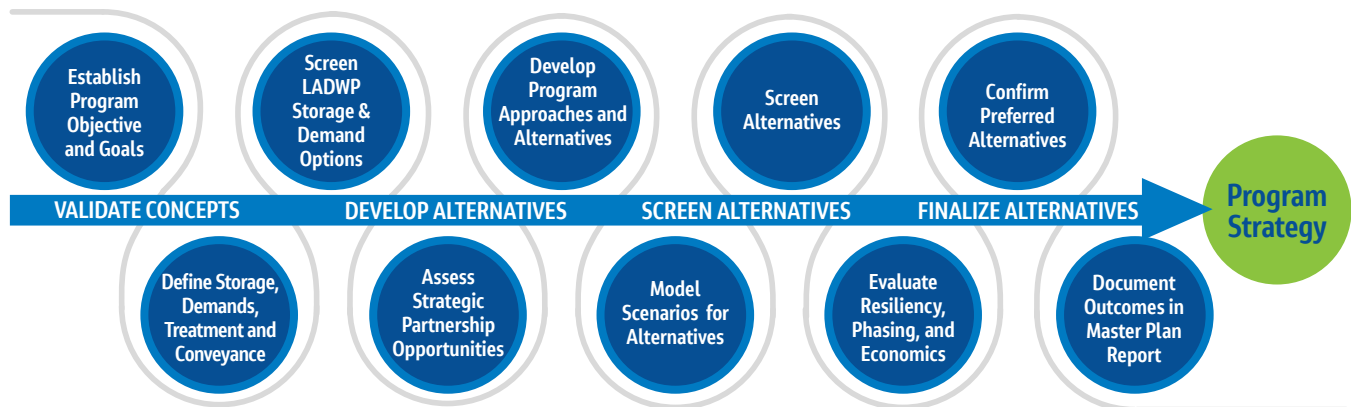 Establish
Program
Objective
and Goals
Screen
LADWP
Storage &
Demand
Options
Develop
Program
Approaches and
Alternatives
Screen
Alternatives
Confirm
Preferred
Alternatives
VALIDATE CONCEPTS
DEVELOP ALTERNATIVES
SCREEN ALTERNATIVES
FINALIZE ALTERNATIVES
Program
Strategy
Define Storage,
Demands,
Treatment and
Conveyance
Assess
Strategic
Partnership
Opportunities
Model
Scenarios for
Alternatives
Evaluate
Resiliency,
Phasing, and
Economics
Document
Outcomes in
Master Plan
Report